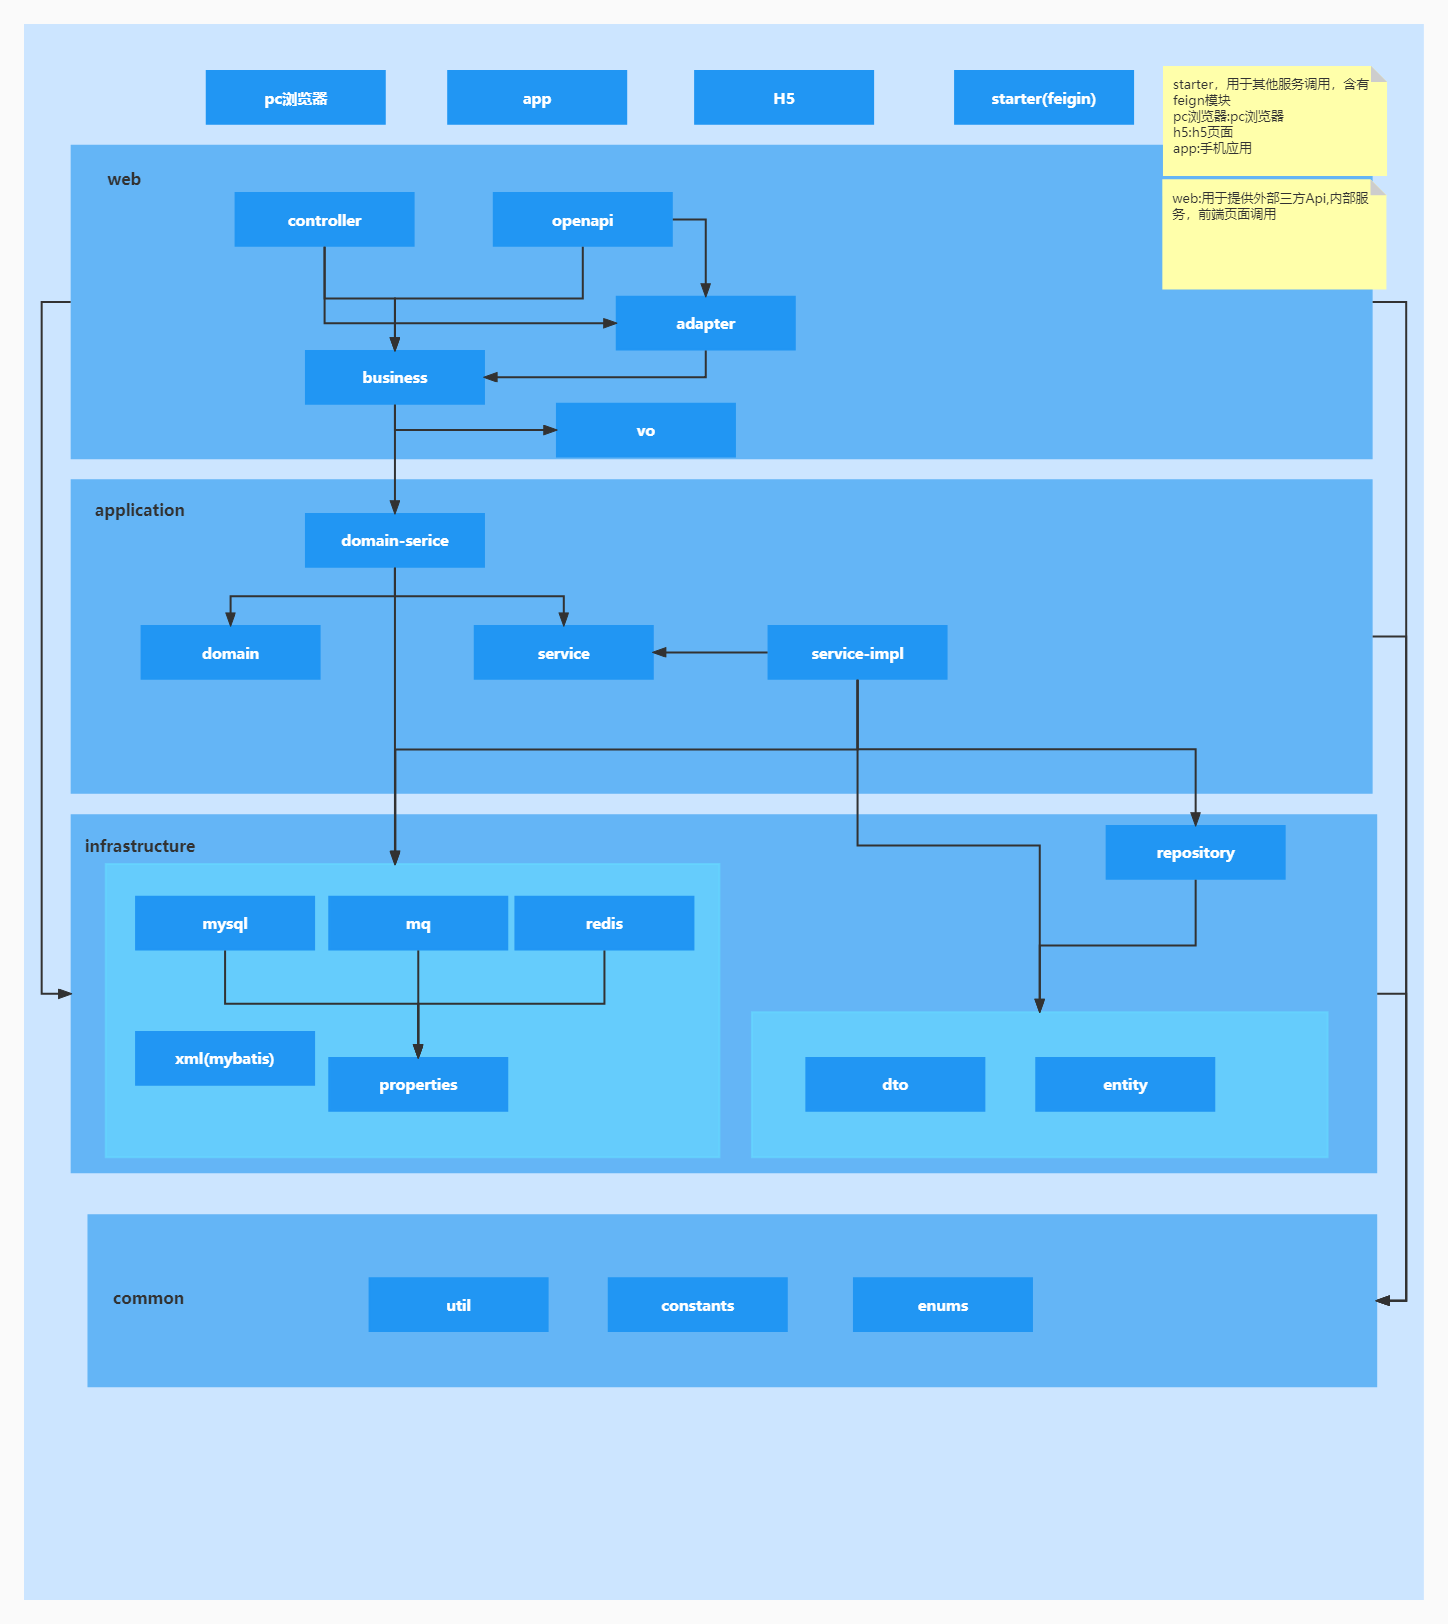 pc浏览器
app
H5
starter(feigin)
starter，用于其他服务调用，含有
feign模块
pc浏览器:pc浏览器
h5:h5页面
app:手机应用
web
web:用于提供外部三方Api,内部服
务，前端页面调用
controller
openapi
adapter
business
vo
application
domain-serice
domain
service
service-impl
infrastructure
repository
mysql
mq
redis
xml(mybatis)
properties
dto
entity
common
util
constants
enums